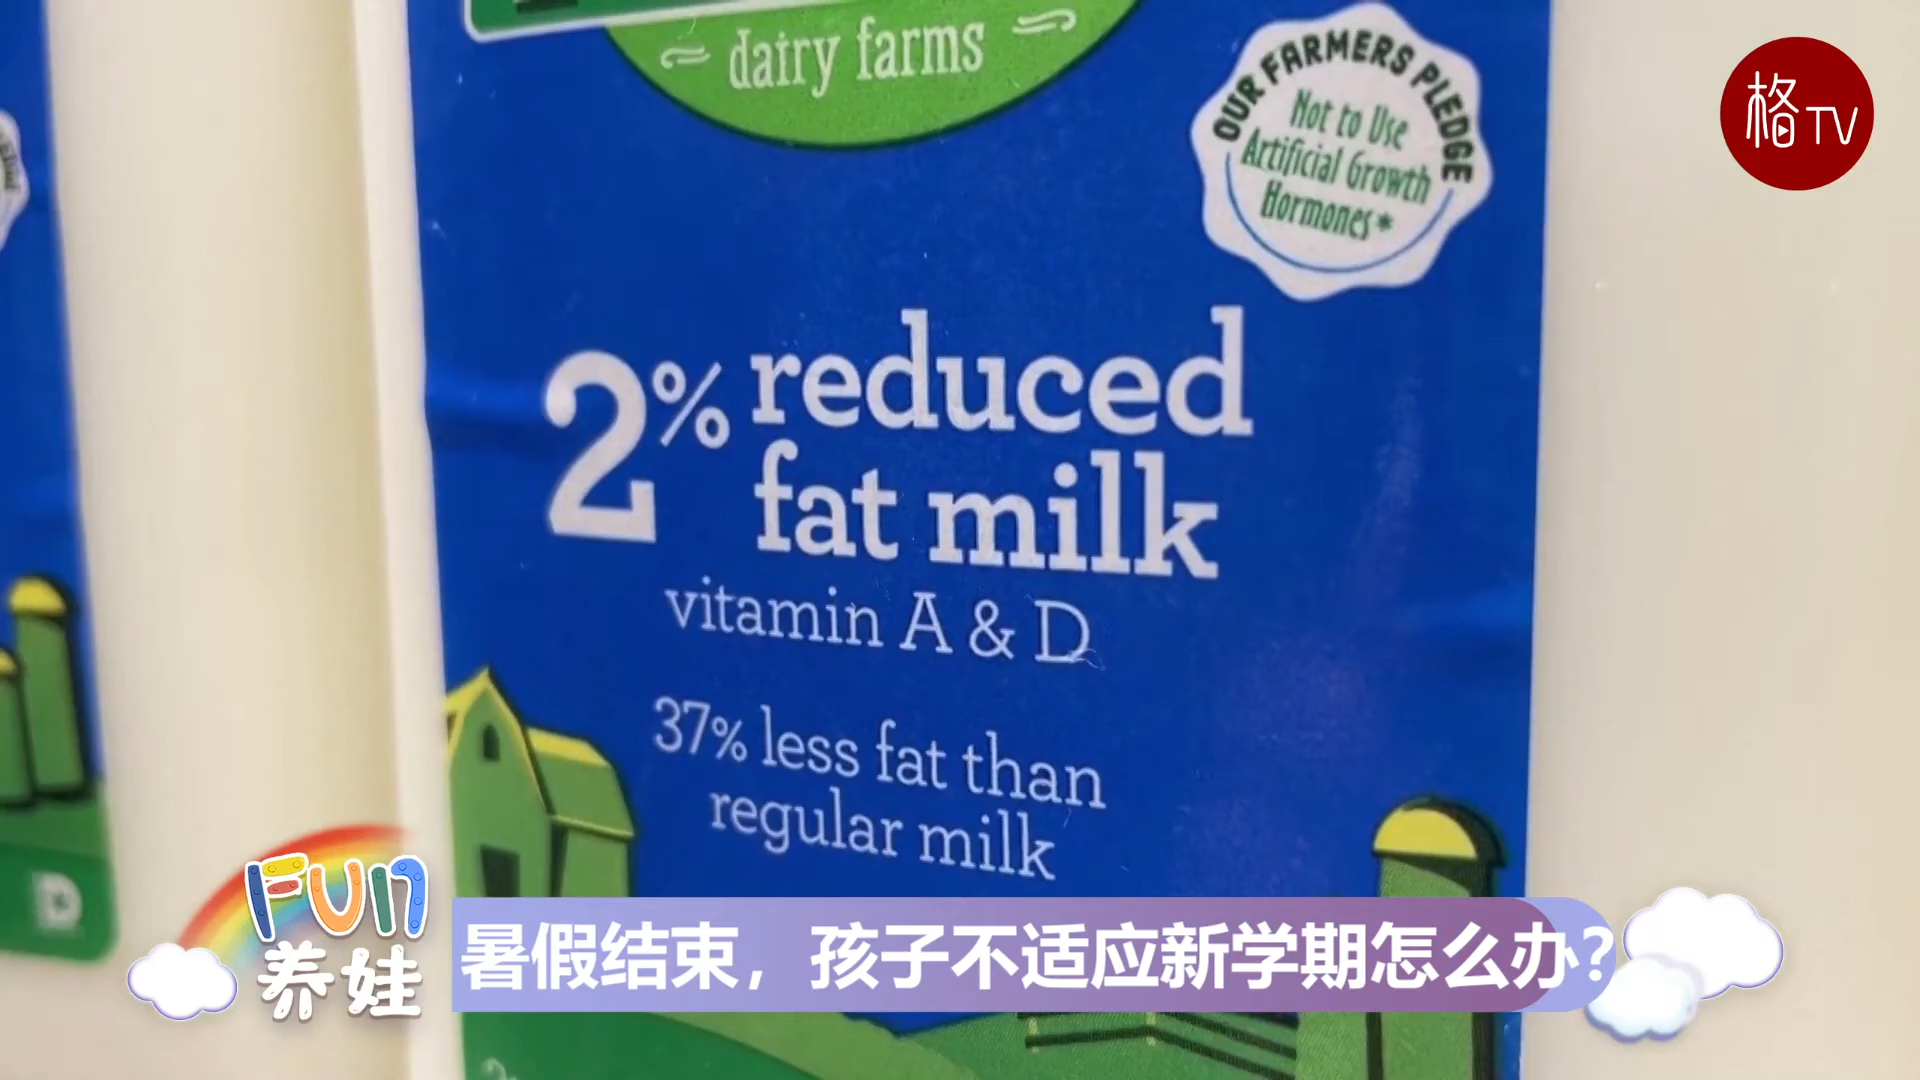 dairy farms
OUR FARMERS PLEDGE
Not to Use
Artificial Growth
Hormones*
格TV
2% reduced
fat milk
vitamin A & D
37% less fat than
regular milk
D
Fun
养娃
暑假结束，孩子不适应新学期怎么办？